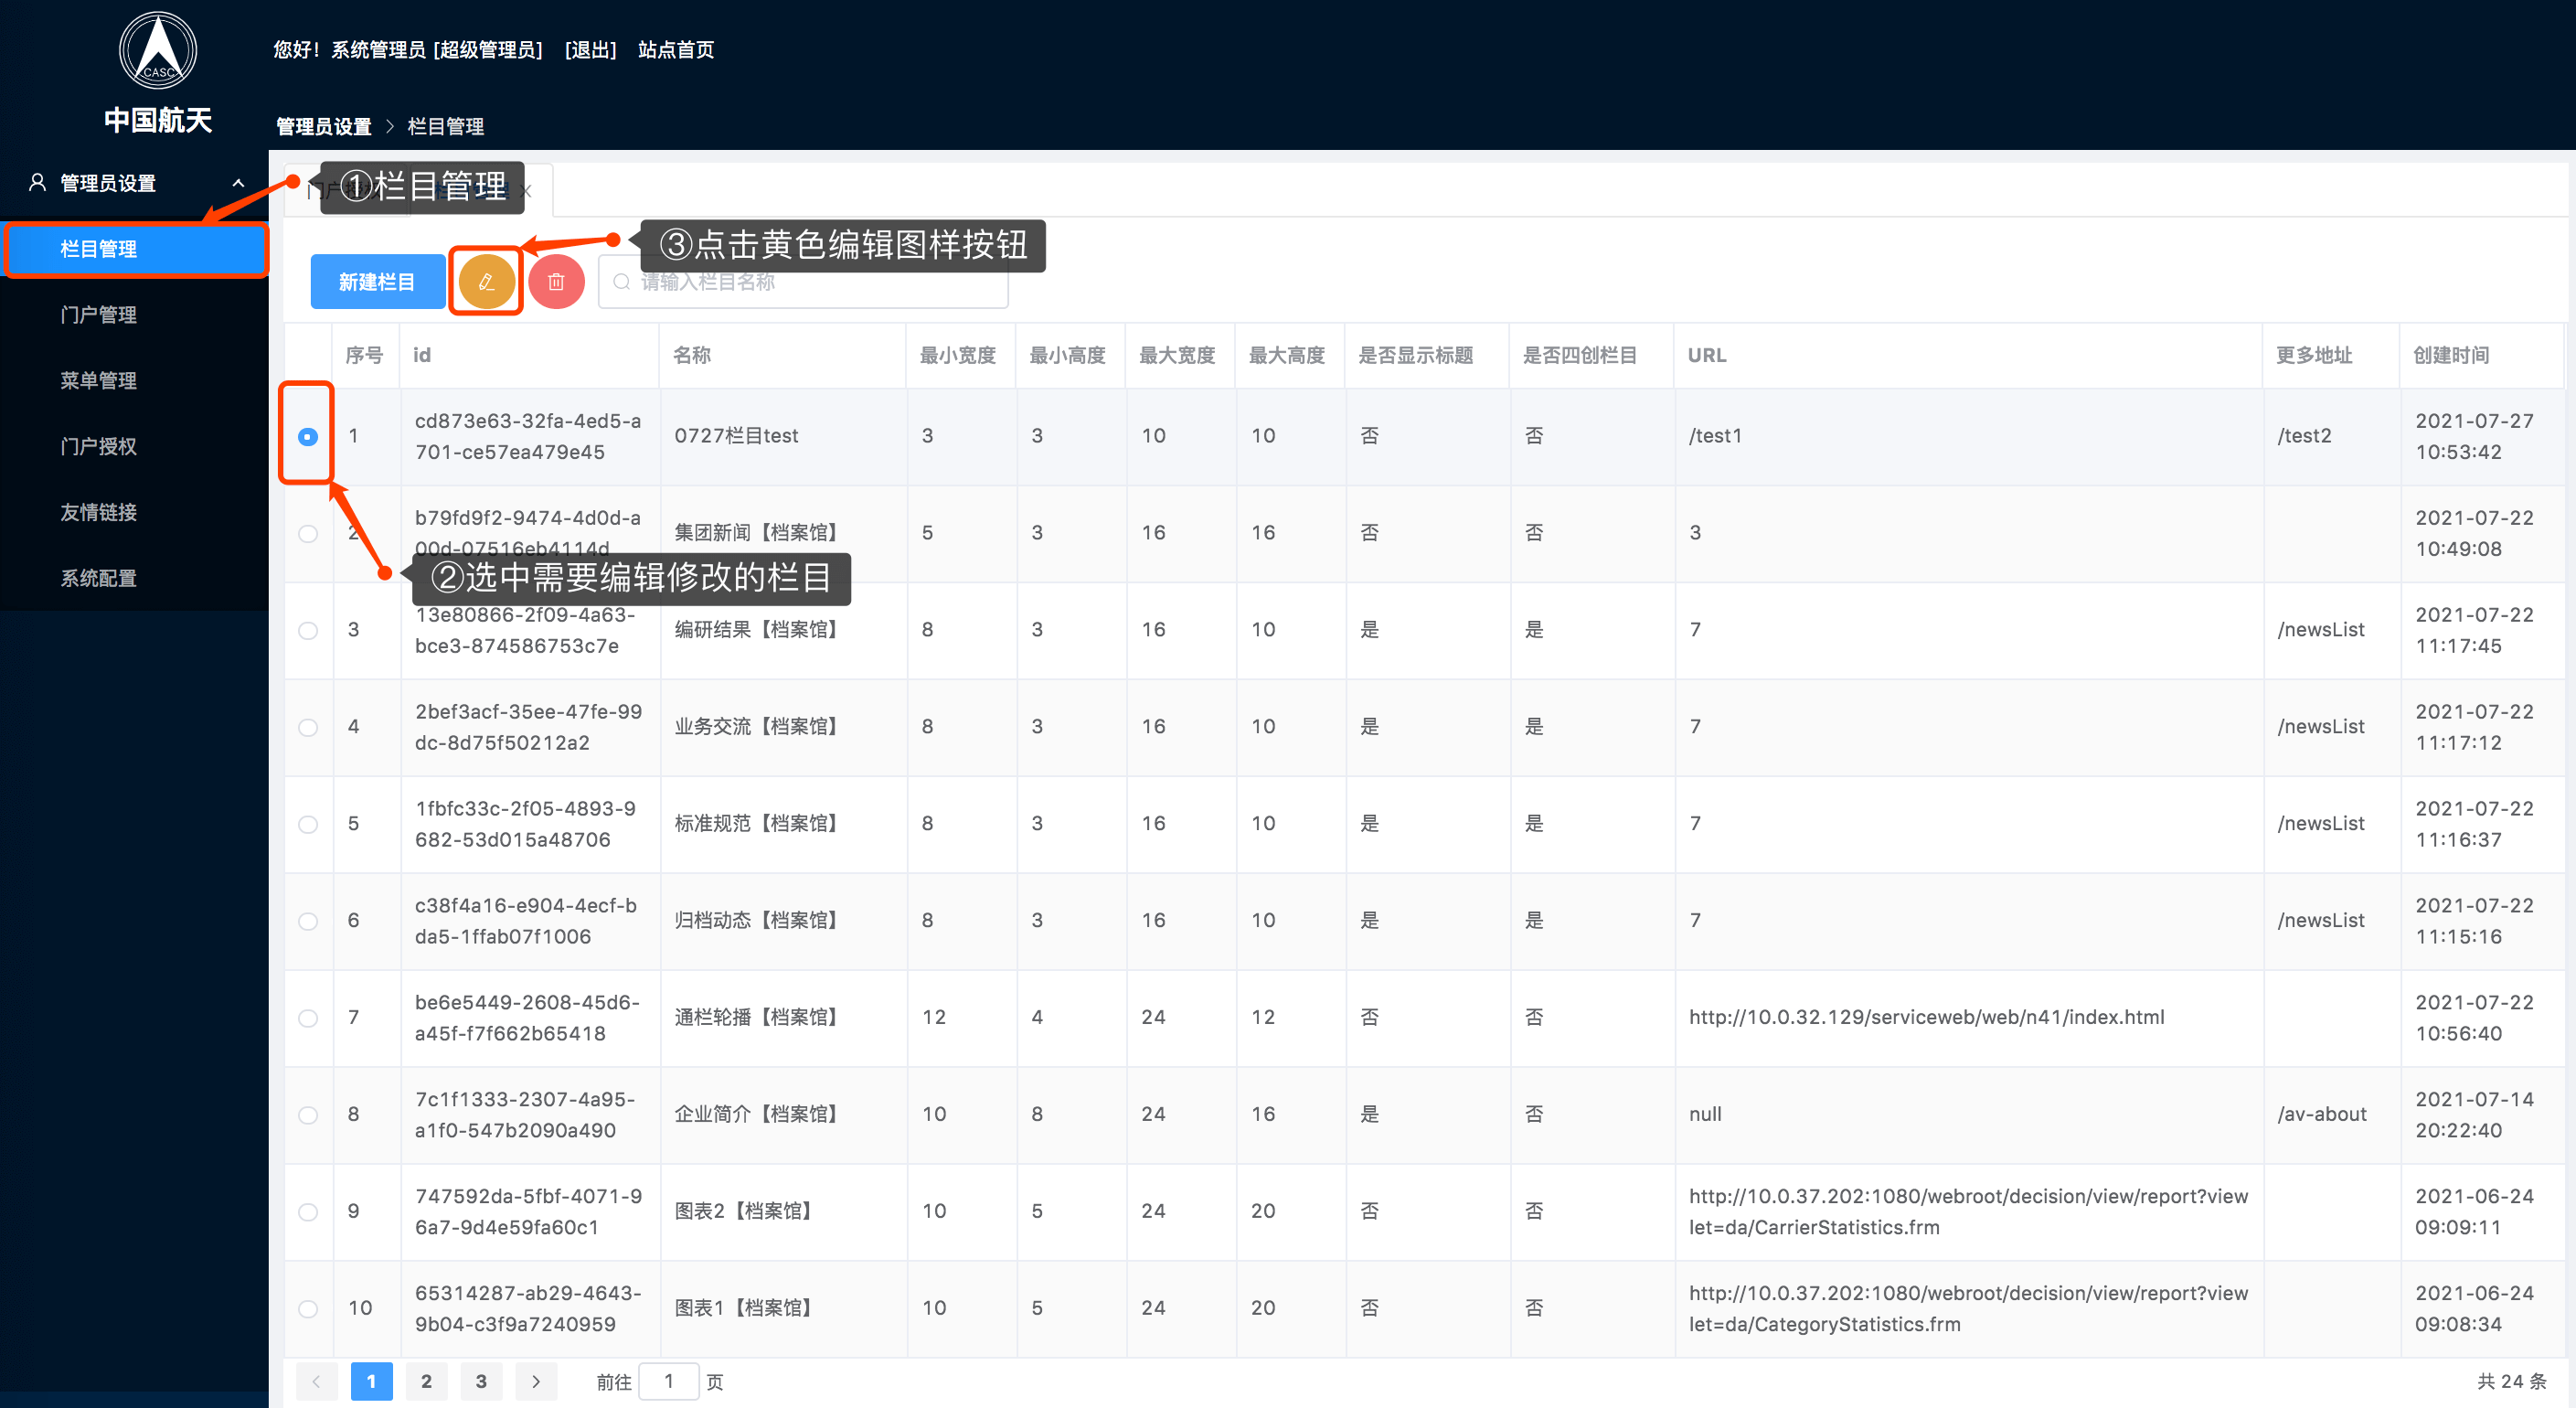 CASC
中国航天
您好！系统管理员 [超级管理员] [退出] 站点首页
管理员设置 > 栏目管理
管理员设置
栏目管理
门户管理
菜单管理
门户授权
友情链接
系统配置
①栏目管理
③点击黄色编辑图样按钮
新建栏目
请输入栏目名称
序号 id 名称 最小宽度 最小高度 最大宽度 最大高度 是否显示标题 是否四创栏目 URL 更多地址 创建时间
1 cd873e63-32fa-4ed5-a 0727栏目test 3 3 10 10 否 否 /test1 /test2 2021-07-27
701-ce57ea479e45 10:53:42
2 b79fd9f2-9474-4d0d-a 集团新闻【档案馆】 5 3 16 16 否 否 3 2021-07-22
00d-07516eb4114d 10:49:08
②选中需要编辑修改的栏目
3 13e80866-2f09-4a63- 编研结果【档案馆】 8 3 16 10 是 是 7 /newsList 2021-07-22
bce3-874586753c7e 11:17:45
4 2bef3acf-35ee-47fe-99 业务交流【档案馆】 8 3 16 10 是 是 7 /newsList 2021-07-22
dc-8d75f50212a2 11:17:12
5 1fbfc33c-2f05-4893-9 标准规范【档案馆】 8 3 16 10 是 是 7 /newsList 2021-07-22
682-53d015a48706 11:16:37
6 c38f4a16-e904-4ecf-b 归档动态【档案馆】 8 3 16 10 是 是 7 /newsList 2021-07-22
da5-1ffab07f1006 11:15:16
7 be6e5449-2608-45d6- 通栏轮播【档案馆】 12 4 24 12 否 否 http://10.0.32.129/serviceweb/web/n41/index.html 2021-07-22
a45f-f7f662b65418 10:56:40
8 7c1f1333-2307-4a95- 企业简介【档案馆】 10 8 24 16 是 否 null /av-about 2021-07-14
a1f0-547b2090a490 20:22:40
9 747592da-5fbf-4071-9 图表2【档案馆】 10 5 24 20 否 否 http://10.0.37.202:1080/webroot/decision/view/report?view 2021-06-24
6a7-9d4e59fa60c1 let=da/CarrierStatistics.frm 09:09:11
10 65314287-ab29-4643- 图表1【档案馆】 10 5 24 20 否 否 http://10.0.37.202:1080/webroot/decision/view/report?view 2021-06-24
9b04-c3f9a7240959 let=da/CategoryStatistics.frm 09:08:34
< 1 2 3 > 前往 1 页 共 24 条